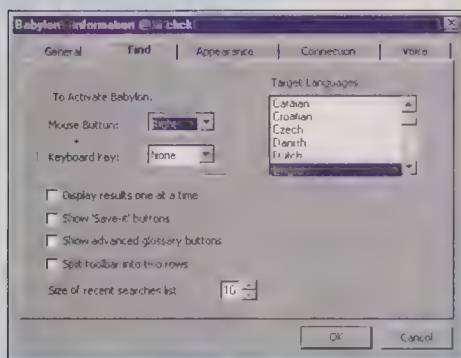 Babylon: information @ a click
General Find Appearance Connection Voice
To Activate Babylon,
Mouse Button: Right
+
Keyboard Key: None
Target Languages
Catalan
Croatian
Czech
Danish
Dutch
Display results one at a time
Show 'Save-it' buttons
Show advanced glossary buttons
Split toolbar into two rows
Size of recent searches list 16
OK Cancel